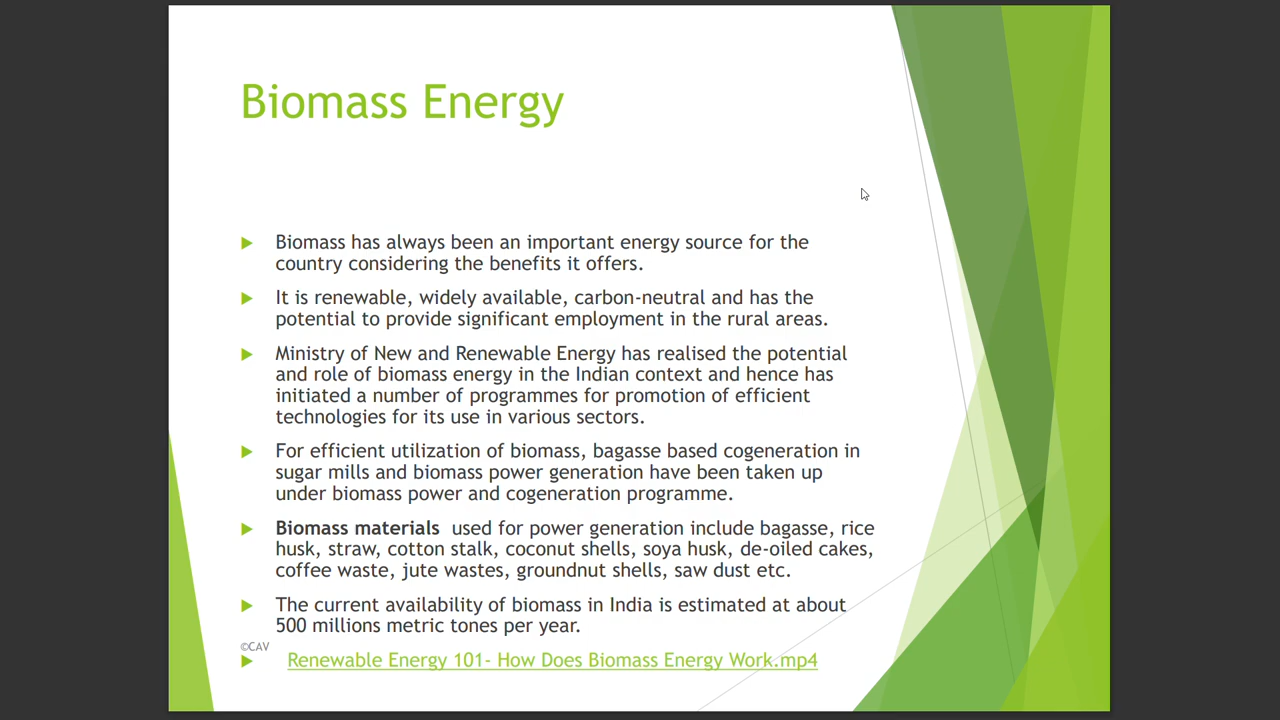 Biomass Energy
Biomass has always been an important energy source for the
country considering the benefits it offers.
It is renewable, widely available, carbon-neutral and has the
potential to provide significant employment in the rural areas.
Ministry of New and Renewable Energy has realised the potential
and role of biomass energy in the Indian context and hence has
initiated a number of programmes for promotion of efficient
technologies for its use in various sectors.
For efficient utilization of biomass, bagasse based cogeneration in
sugar mills and biomass power generation have been taken up
under biomass power and cogeneration programme.
Biomass materials used for power generation include bagasse, rice
husk, straw, cotton stalk, coconut shells, soya husk, de-oiled cakes,
coffee waste, jute wastes, groundnut shells, saw dust etc.
The current availability of biomass in India is estimated at about
500 millions metric tones per year.
©CAV
Renewable Energy 101- How Does Biomass Energy Work.mp4